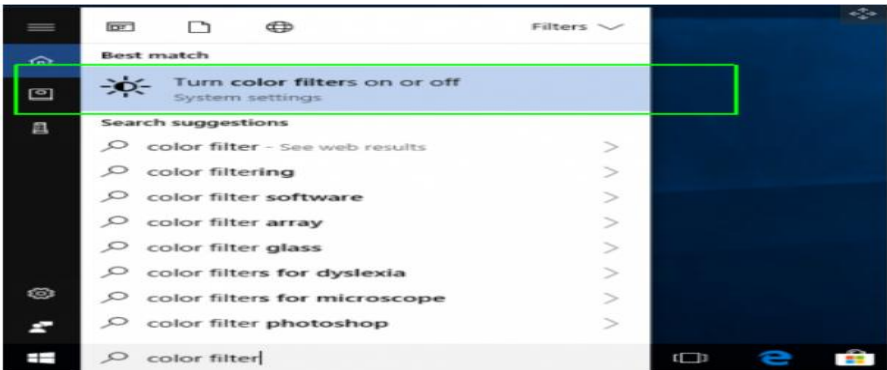 Filters
Best match
Turn color filters on or off
System settings
Search suggestions
color filter - See web results
color filtering
color filter software
color filter array
color filter glass
color filters for dyslexia
color filters for microscope
color filter photoshop
color filter